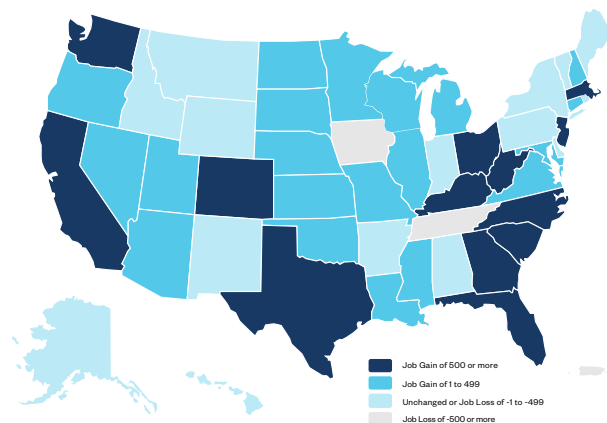 Job Gain of 500 or more
Job Gain of 1 to 499
Unchanged or Job Loss of -1 to -499
Job Loss of -500 or more